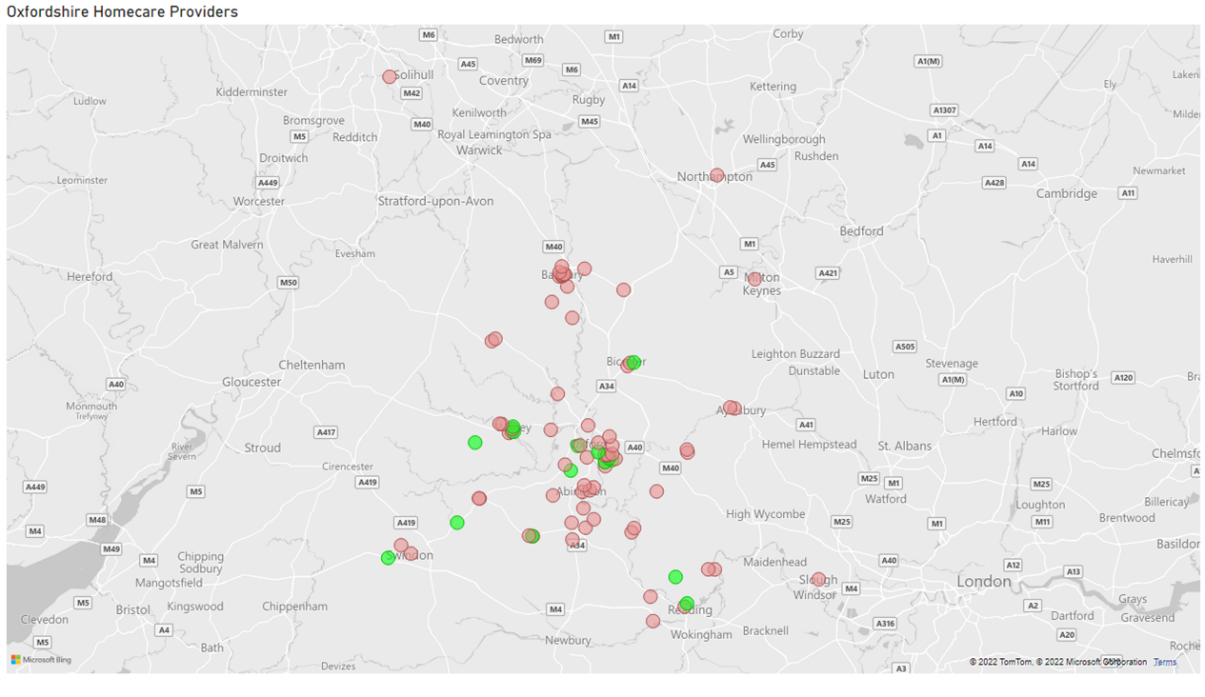 Oxfordshire Homecare Providers
M6
Bedworth
M1
Corby
A45
M69
M6
A1(M)
Solihull
Coventry
A14
Kettering
Ely
Lakeni
Ludlow
Kidderminster
M42
Rugby
Kenilworth
A1307
Milde
Bromsgrove
M40
M45
M5
Redditch
Royal Leamington Spa
Wellingborough
A1
Warwick
A14
Droitwich
Rushden
A45
A14
Leominster
A449
Northampton
A428
Newmarket
Worcester
Stratford-upon-Avon
Cambridge
A11
Bedford
Great Malvern
M40
M1
Evesham
Haverhill
Hereford
M50
A5
Milton
Keynes
A421
A505
Leighton Buzzard
Cheltenham
Dunstable
Luton
Stevenage
A40
Gloucester
A34
A1(M)
Bishop's
Stortford
A120
Bra
A10
Monmouth
Trefynwy
Aylesbury
Hertford
A417
A41
Harlow
River
Severn
Stroud
A40
Hemel Hempstead
St. Albans
Chelmsfo
Cirencester
M40
A419
M25
M1
M25
A449
M5
Abingdon
Watford
Loughton
Billericay
M48
A419
High Wycombe
M25
M1
M11
Brentwood
M4
M49
Chipping
Sodbury
M4
Swindon
A34
Basildon
Mangotsfield
Maidenhead
A40
A12
A13
Slough
Windsor
M4
London
M5
Bristol
Kingswood
Chippenham
M4
Reading
A2
Grays
Clevedon
A4
A316
Dartford
Gravesend
Wokingham
Bracknell
A20
M5
Bath
Newbury
Roche
Microsoft Bing
Devizes
A3
© 2022 TomTom, © 2022 Microsoft Corporation Terms